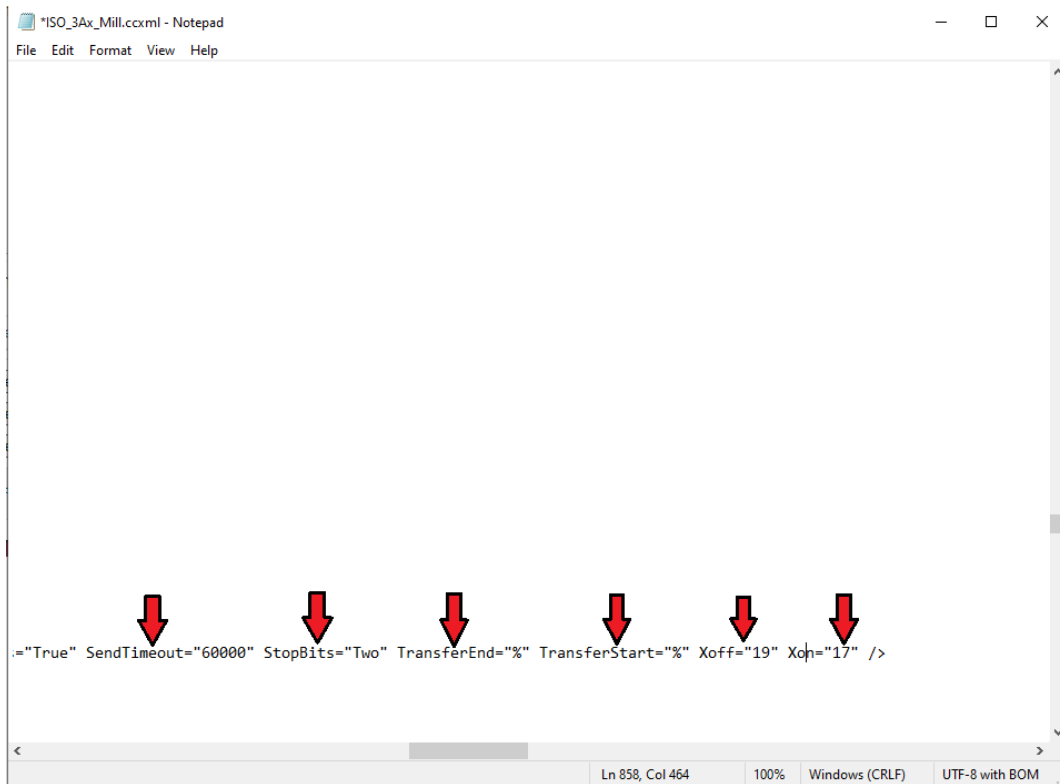 *ISO_3Ax_Mill.ccxml - Notepad
File Edit Format View Help
:="True" SendTimeout="60000" StopBits="Two" TransferEnd="%" TransferStart="%" Xoff="19" Xon="17" />
Ln 858, Col 464 100% Windows (CRLF) UTF-8 with BOM